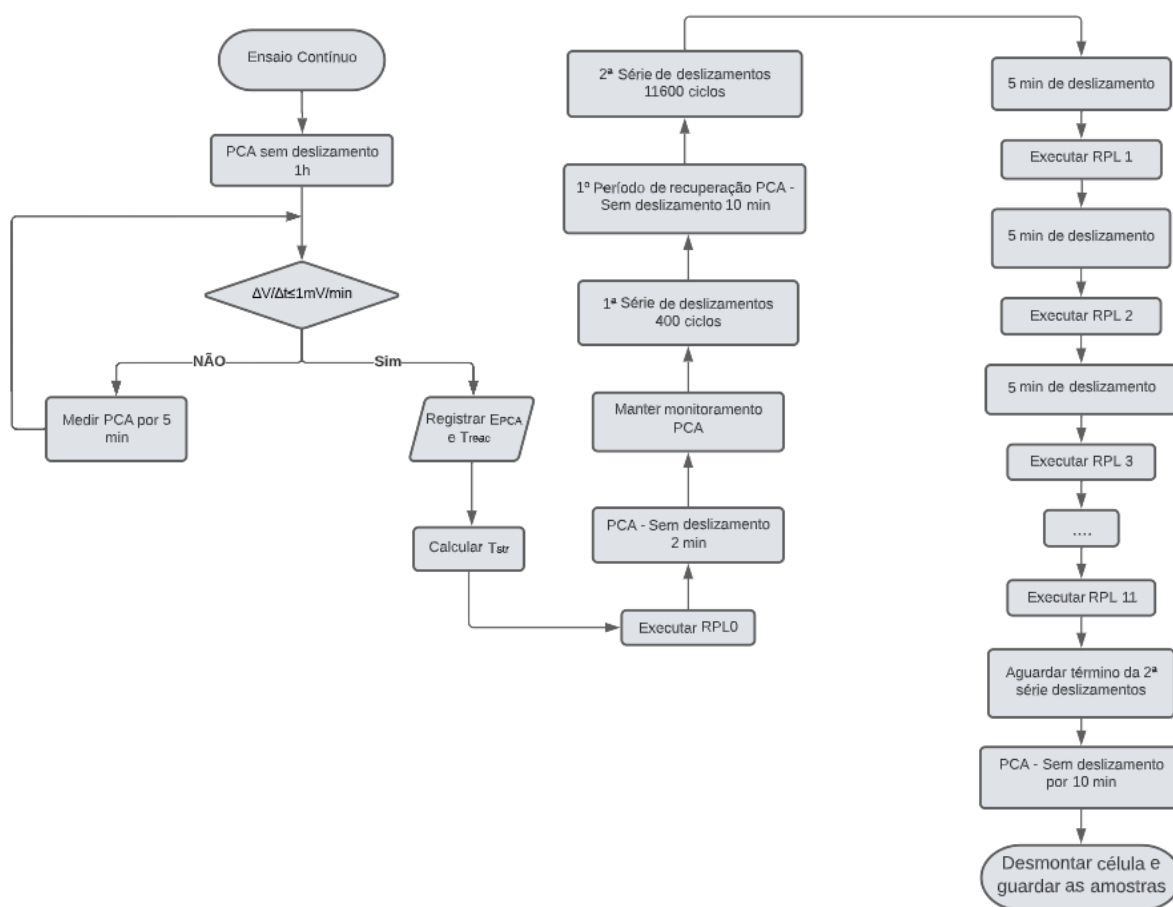 Ensaio Contínuo
PCA sem deslizamento
1h
ΔV/Δt≤1mV/min
NÃO
Sim
Medir PCA por 5
min
Registrar EPCA
e Treac
Calcular Tstr
Executar RPL0
PCA - Sem deslizamento
2 min
Manter monitoramento
PCA
1ª Série de deslizamentos
400 ciclos
1º Período de recuperação PCA -
Sem deslizamento 10 min
2ª Série de deslizamentos
11600 ciclos
5 min de deslizamento
Executar RPL 1
5 min de deslizamento
Executar RPL 2
5 min de deslizamento
Executar RPL 3
....
Executar RPL 11
Aguardar término da 2ª
série deslizamentos
PCA - Sem deslizamento
por 10 min
Desmontar célula e
guardar as amostras